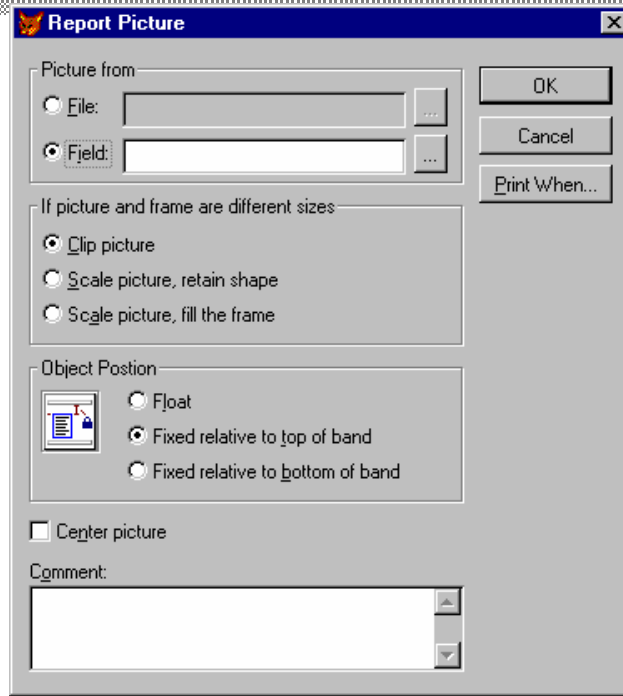 Report Picture
Picture from
File:
...
Field:
...
OK
Cancel
Print When...
If picture and frame are different sizes
Clip picture
Scale picture, retain shape
Scale picture, fill the frame
Object Postion
Float
Fixed relative to top of band
Fixed relative to bottom of band
Center picture
Comment: